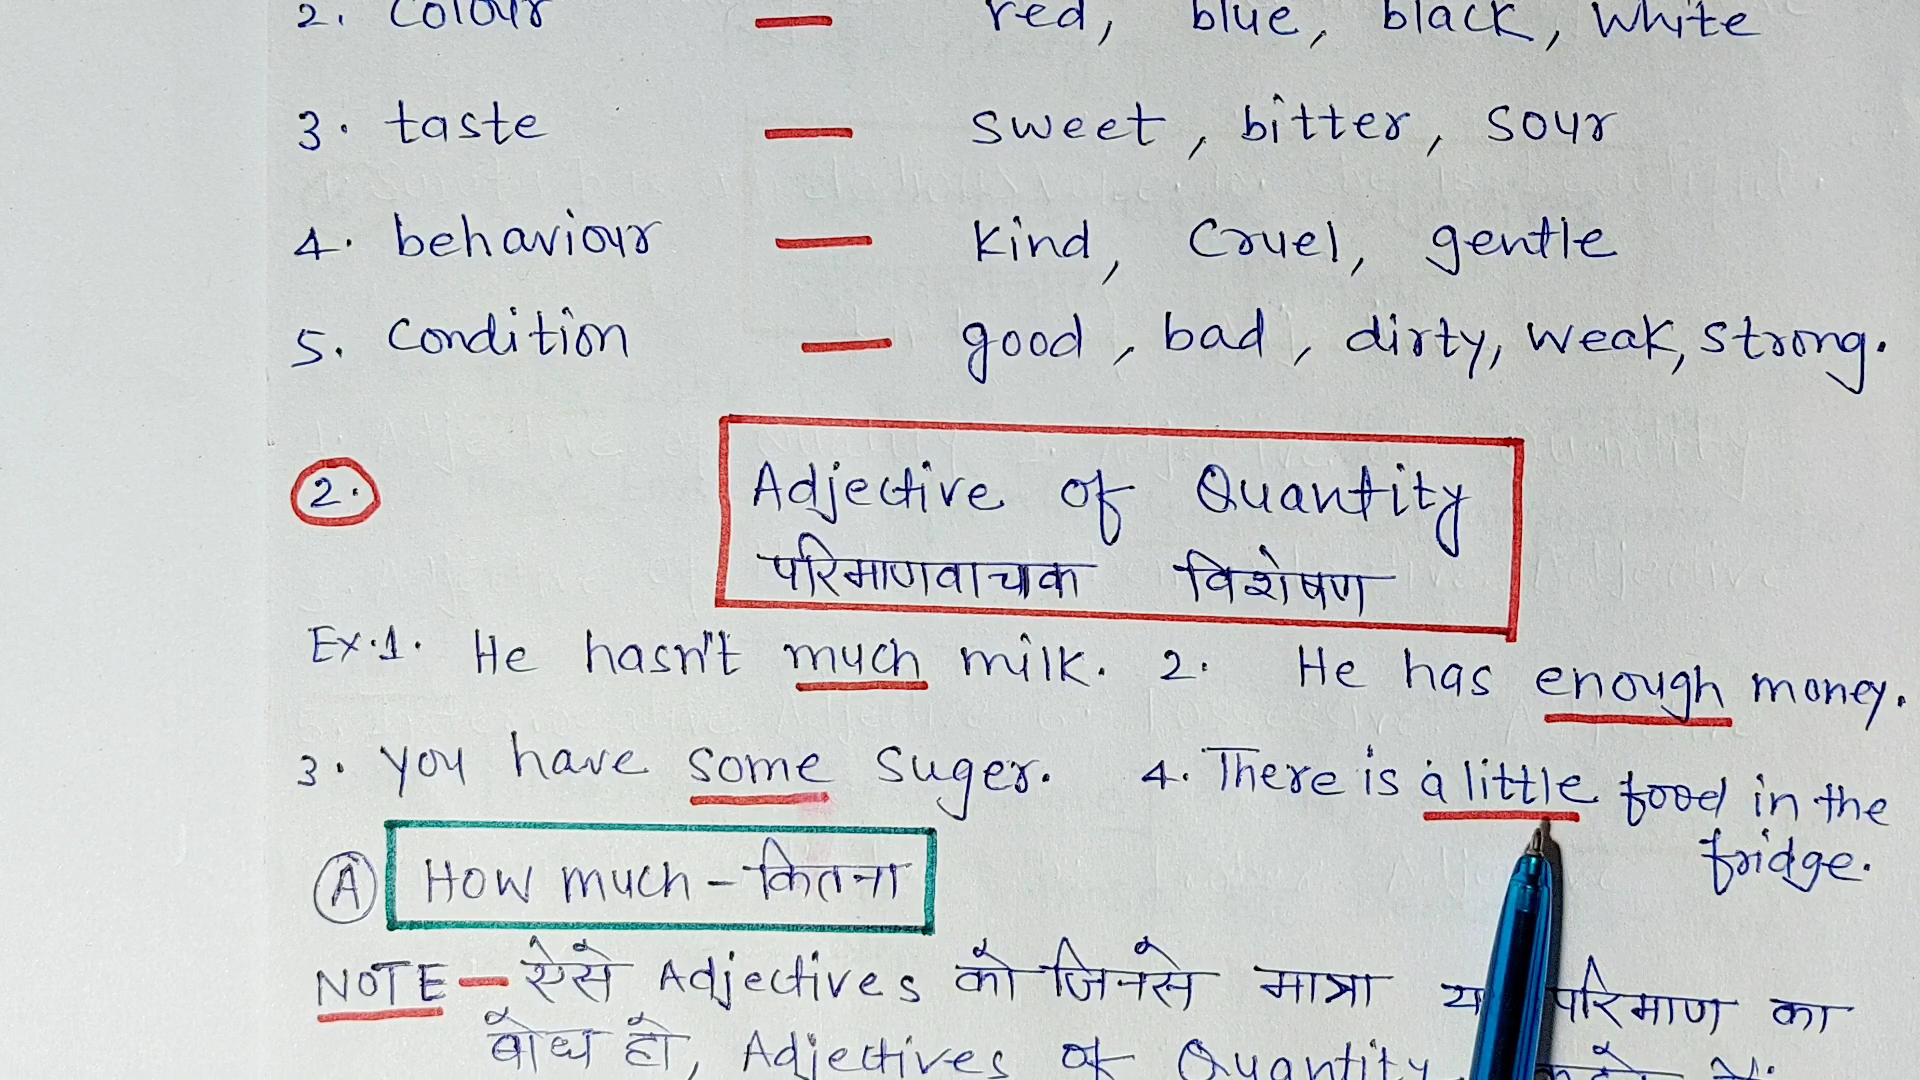 2. Colour — red, blue, black, white
3. taste — sweet, bitter, sour
4. behaviour — kind, cruel, gentle
5. Condition — good, bad, dirty, weak, strong.
2. Adjective of Quantity
परिमाणवाचक विशेषण
Ex.1. He hasn't much milk. 2. He has enough money.
3. You have some suger. 4. There is a little food in the
fridge.
A How much - कितना
NOTE - ऐसे Adjectives को जिनसे मात्रा या परिमाण का
बोध हो, Adjectives of Quantity